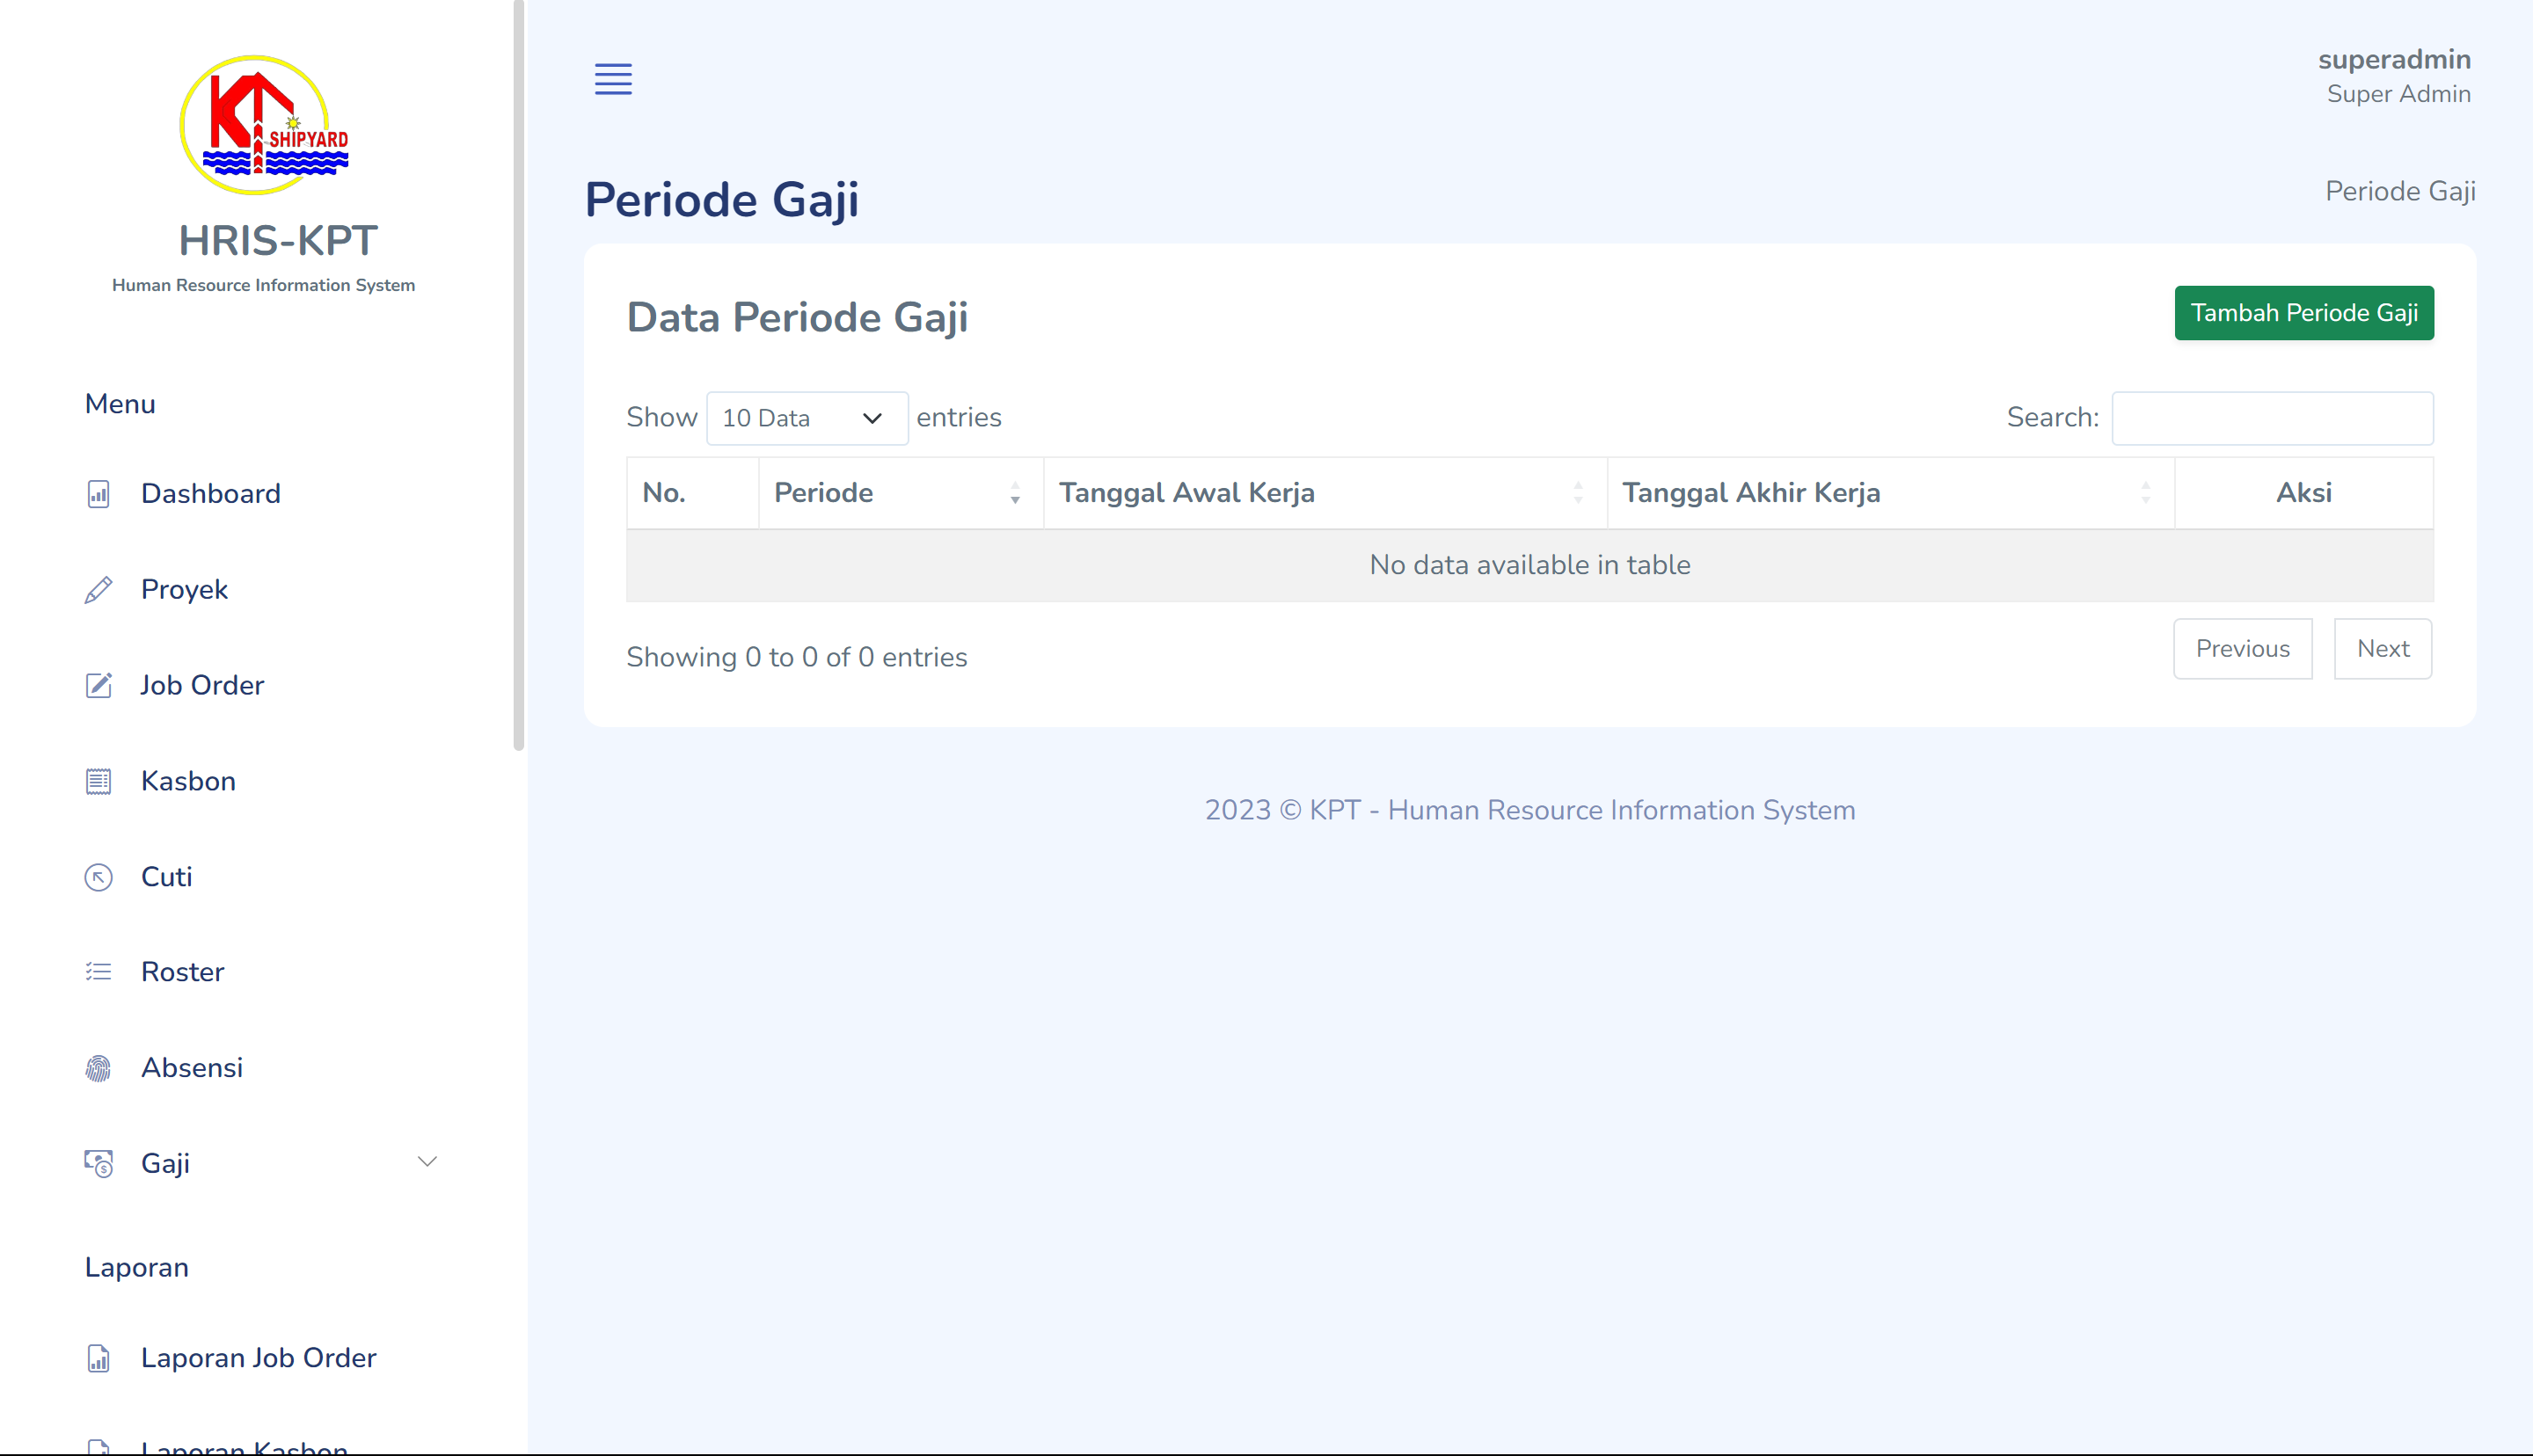 SHIPYARD
HRIS-KPT
Human Resource Information System
Menu
Dashboard
Proyek
Job Order
Kasbon
Cuti
Roster
Absensi
Gaji
Laporan
Laporan Job Order
Laporan Kasbon
superadmin
Super Admin
Periode Gaji
Periode Gaji
Data Periode Gaji
Tambah Periode Gaji
Show 10 Data entries
Search:
No. Periode Tanggal Awal Kerja Tanggal Akhir Kerja Aksi
No data available in table
Showing 0 to 0 of 0 entries
Previous Next
2023 © KPT - Human Resource Information System